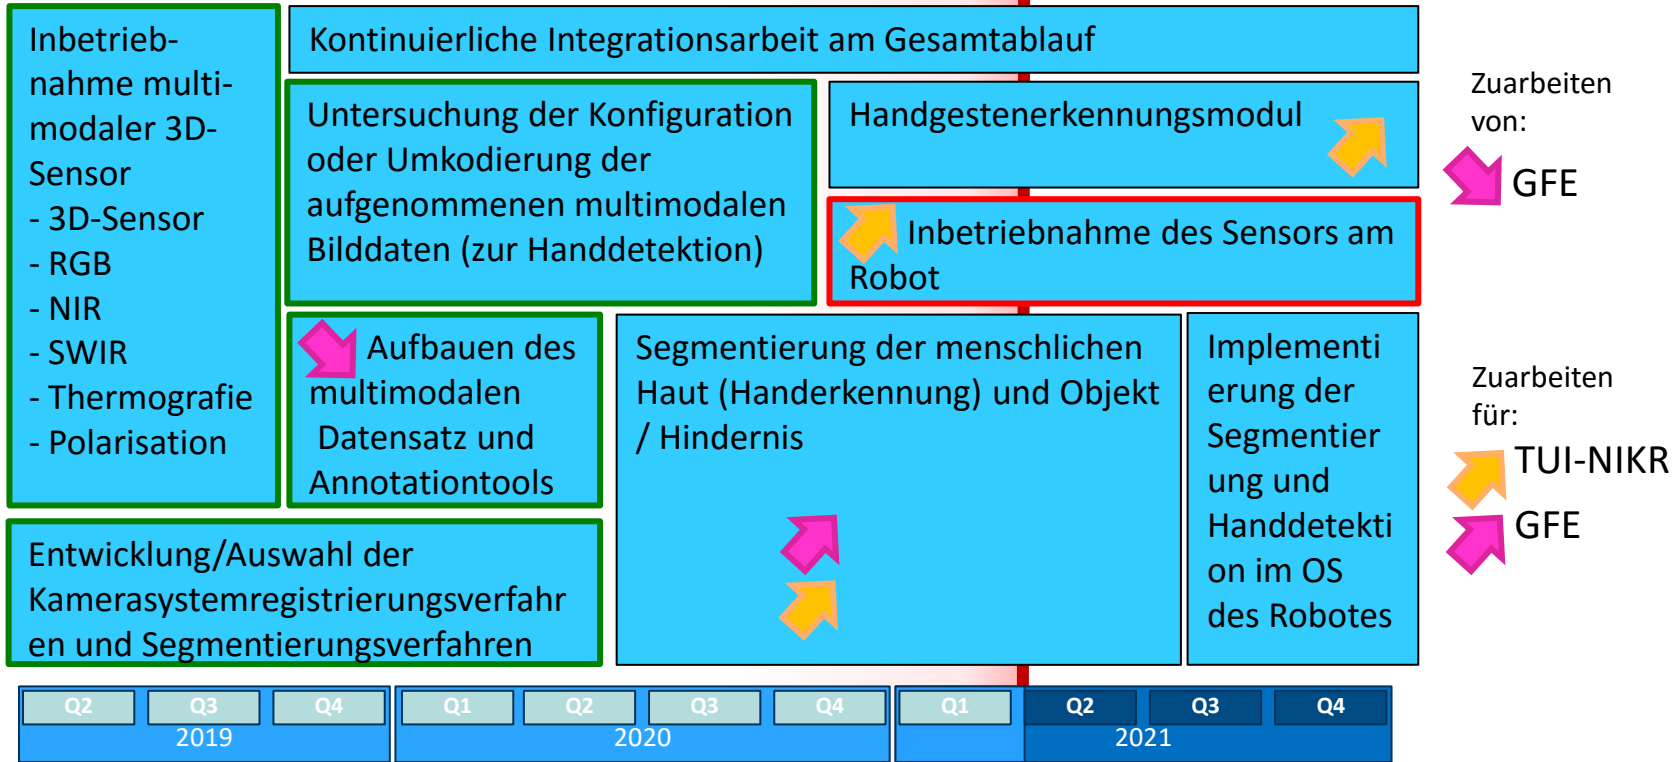 Inbetrieb-
nahme multi-
modaler 3D-
Sensor
- 3D-Sensor
- RGB
- NIR
- SWIR
- Thermografie
- Polarisation
Kontinuierliche Integrationsarbeit am Gesamtablauf
Untersuchung der Konfiguration
oder Umkodierung der
aufgenommenen multimodalen
Bilddaten (zur Handdetektion)
Handgestenerkennungsmodul
Inbetriebnahme des Sensors am
Robot
Aufbauen des
multimodalen
Datensatz und
Annotationtools
Segmentierung der menschlichen
Haut (Handerkennung) und Objekt
/ Hindernis
Implementi
erung der
Segmentier
ung und
Handdetekti
on im OS
des Robotes
Entwicklung/Auswahl der
Kamerasystemregistrierungsverfahr
en und Segmentierungsverfahren
Zuarbeiten
von:
GFE
Zuarbeiten
für:
TUI-NIKR
GFE
Q2 Q3 Q4 Q1 Q2 Q3 Q4 Q1 Q2 Q3 Q4
2019 2020 2021